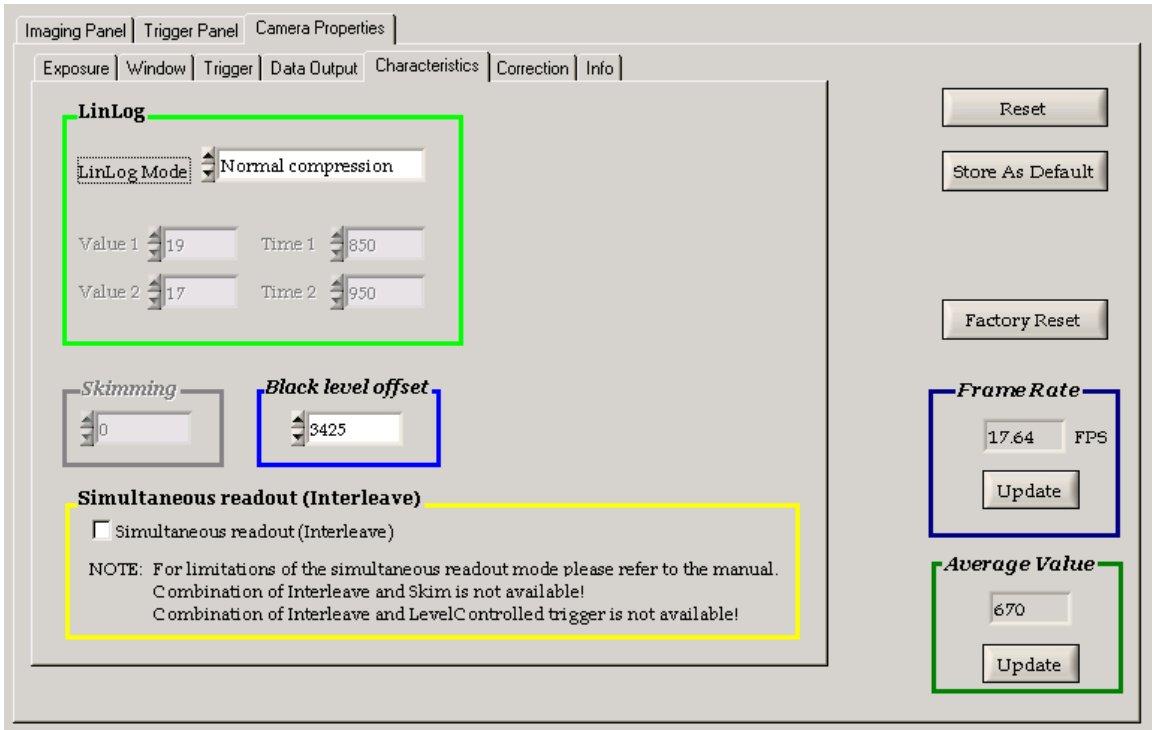 Imaging Panel Trigger Panel Camera Properties
Exposure Window Trigger Data Output Characteristics Correction Info
LinLog
LinLog Mode Normal compression
Value 1 19 Time 1 850
Value 2 17 Time 2 950
Skimming
0
Black level offset
3425
Simultaneous readout (Interleave)
Simultaneous readout (Interleave)
NOTE: For limitations of the simultaneous readout mode please refer to the manual.
Combination of Interleave and Skim is not available!
Combination of Interleave and LevelControlled trigger is not available!
Reset
Store As Default
Factory Reset
Frame Rate
17.64 FPS
Update
Average Value
670
Update